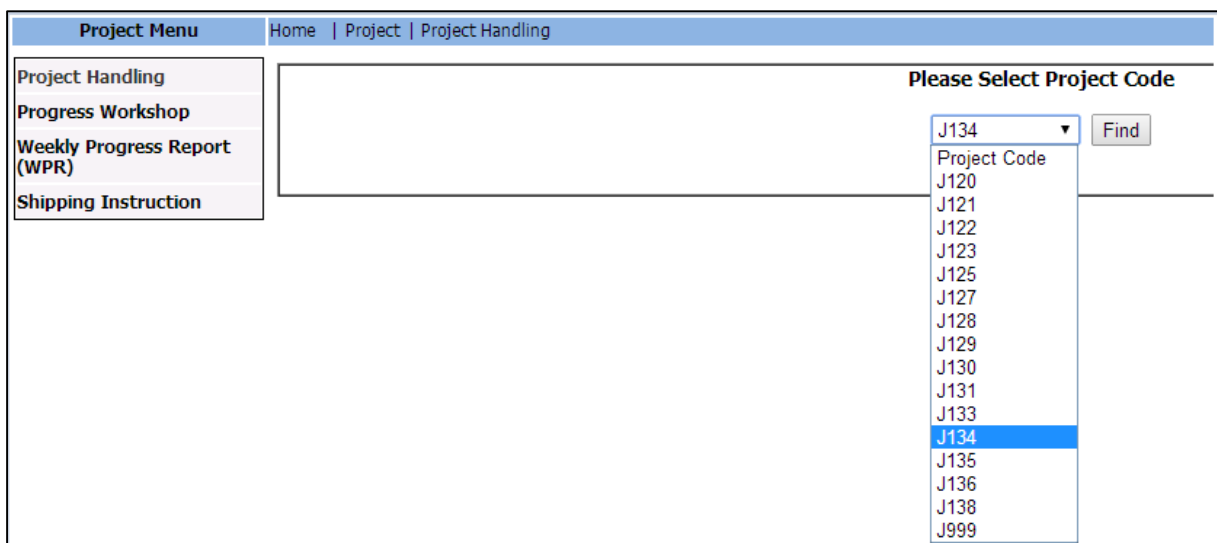 Project Menu
Home | Project | Project Handling
Project Handling
Progress Workshop
Weekly Progress Report
(WPR)
Shipping Instruction
Please Select Project Code
J134 Find
Project Code
J120
J121
J122
J123
J125
J127
J128
J129
J130
J131
J133
J134
J135
J136
J138
J999